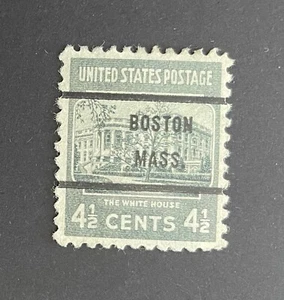 UNITED STATES POSTAGE
BOSTON
MASS.
THE WHITE HOUSE
4½ CENTS 4½